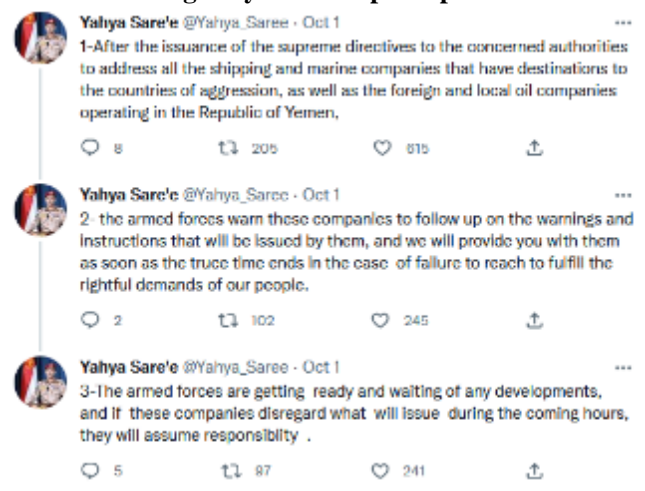 Yahya Sare'e @Yahya_Saree · Oct 1
1-After the issuance of the supreme directives to the concerned authorities
to address all the shipping and marine companies that have destinations to
the countries of aggression, as well as the foreign and local oil companies
operating in the Republic of Yemen,
8 205 615
Yahya Sare'e @Yahya_Saree · Oct 1
2- the armed forces warn these companies to follow up on the warnings and
instructions that will be issued by them, and we will provide you with them
as soon as the truce time ends in the case of failure to reach to fulfill the
rightful demands of our people.
2 102 245
Yahya Sare'e @Yahya_Saree · Oct 1
3-The armed forces are getting ready and waiting of any developments,
and if these companies disregard what will issue during the coming hours,
they will assume responsiblity .
5 97 241